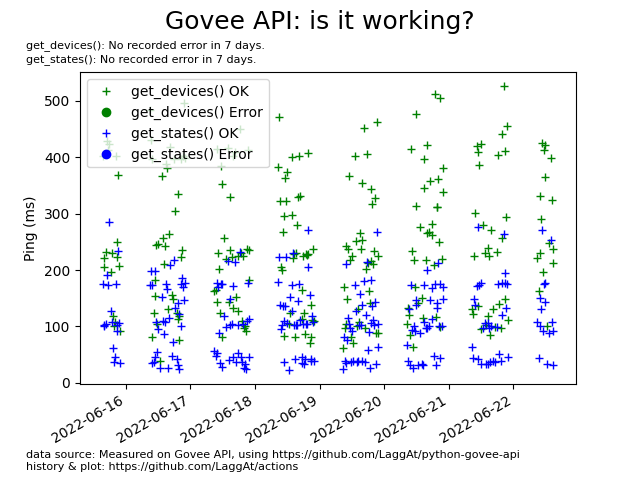 Govee API: is it working?
get_devices(): No recorded error in 7 days.
get_states(): No recorded error in 7 days.
get_devices() OK
get_devices() Error
get_states() OK
get_states() Error
Ping (ms)
500
400
300
200
100
0
2022-06-16
2022-06-17
2022-06-18
2022-06-19
2022-06-20
2022-06-21
2022-06-22
data source: Measured on Govee API, using https://github.com/LaggAt/python-govee-api
history & plot: https://github.com/LaggAt/actions